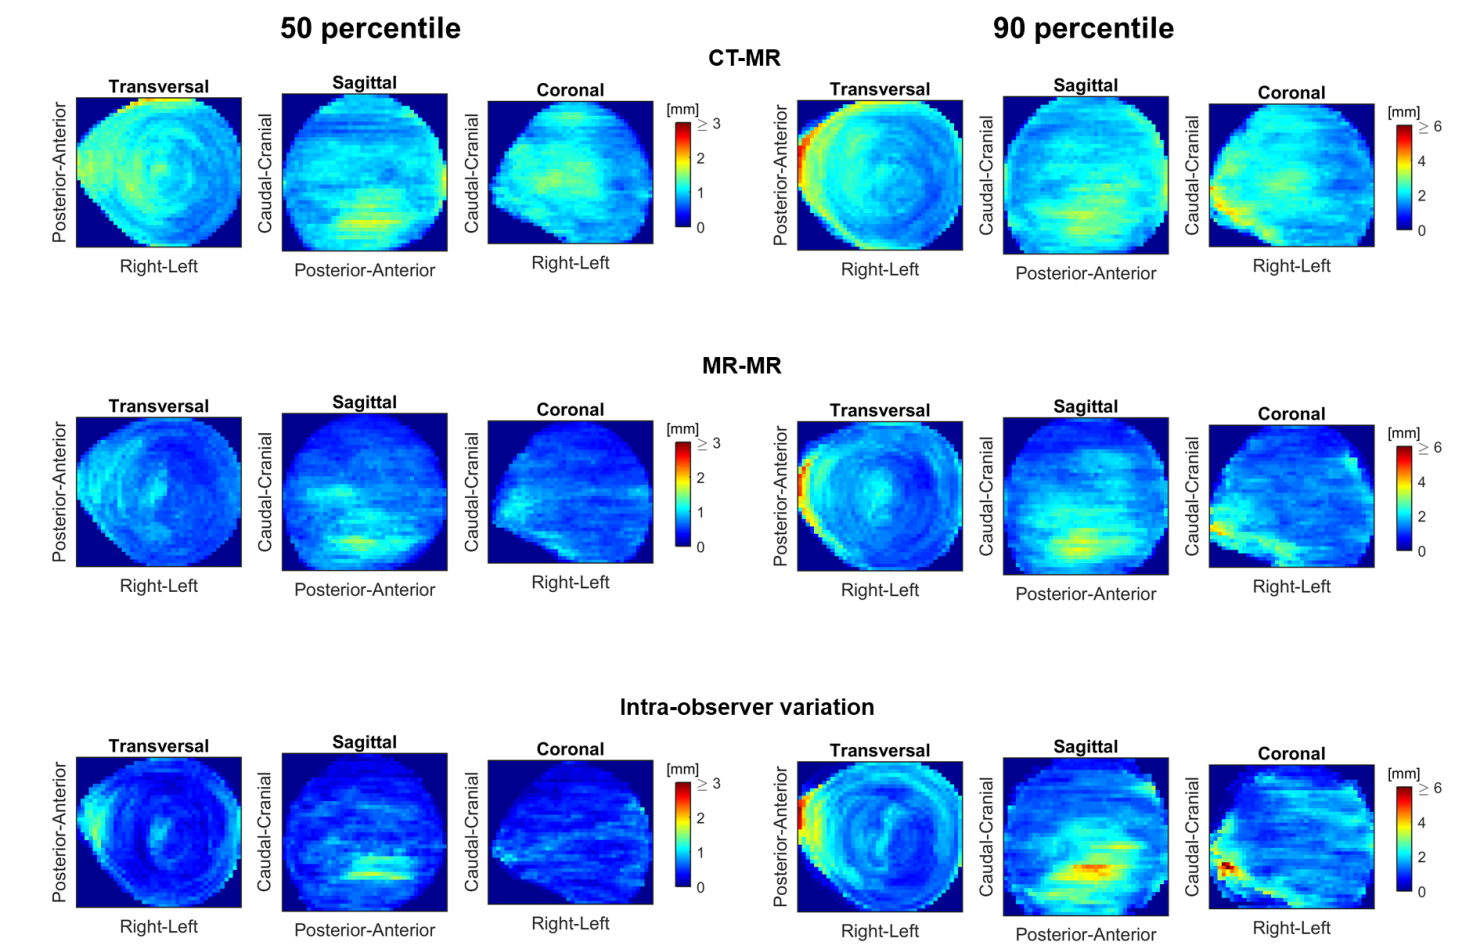 50 percentile
90 percentile
CT-MR
Transversal
Sagittal
Coronal
[mm]
≥ 3
2
1
0
Posterior-Anterior
Right-Left
Caudal-Cranial
Posterior-Anterior
Caudal-Cranial
Right-Left
Transversal
Sagittal
Coronal
[mm]
≥ 6
4
2
0
Posterior-Anterior
Right-Left
Caudal-Cranial
Posterior-Anterior
Caudal-Cranial
Right-Left
MR-MR
Transversal
Sagittal
Coronal
[mm]
≥ 3
2
1
0
Posterior-Anterior
Right-Left
Caudal-Cranial
Posterior-Anterior
Caudal-Cranial
Right-Left
Transversal
Sagittal
Coronal
[mm]
≥ 6
4
2
0
Posterior-Anterior
Right-Left
Caudal-Cranial
Posterior-Anterior
Caudal-Cranial
Right-Left
Intra-observer variation
Transversal
Sagittal
Coronal
[mm]
≥ 3
2
1
0
Posterior-Anterior
Right-Left
Caudal-Cranial
Posterior-Anterior
Caudal-Cranial
Right-Left
Transversal
Sagittal
Coronal
[mm]
≥ 6
4
2
0
Posterior-Anterior
Right-Left
Caudal-Cranial
Posterior-Anterior
Caudal-Cranial
Right-Left